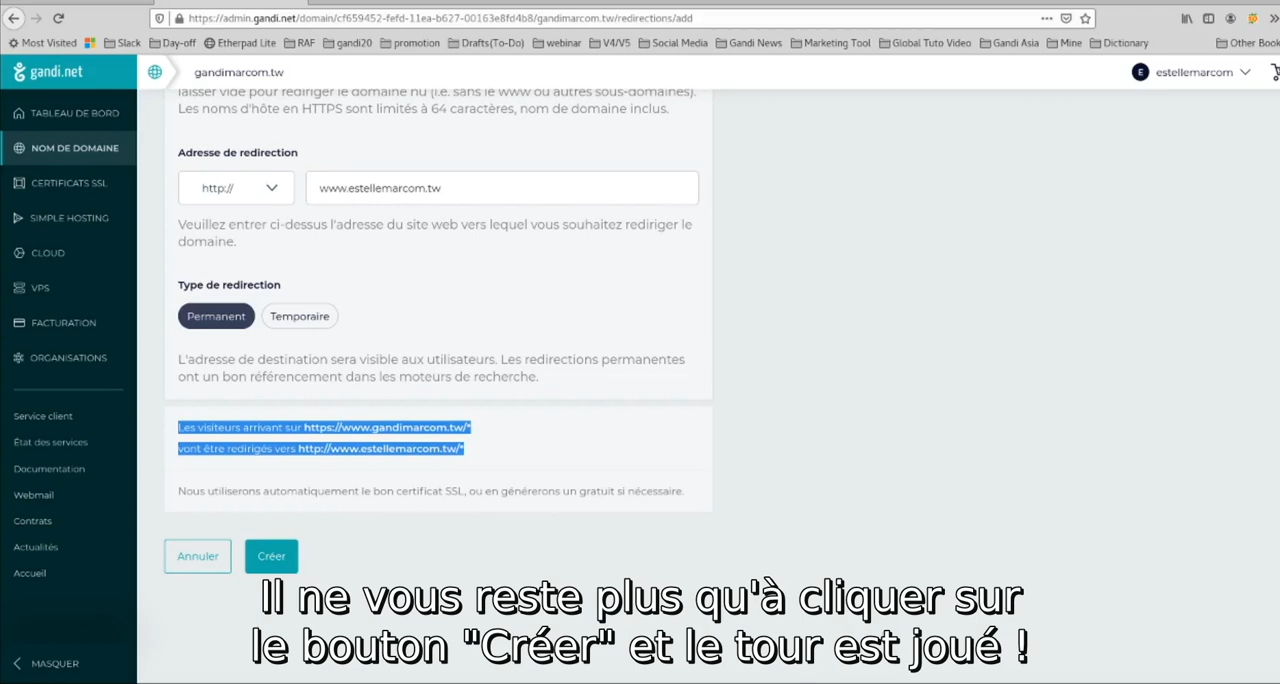 https://admin.gandi.net/domain/cf659452-fefd-11ea-b627-00163e8fd4b8/gandimarcom.tw/redirections/add
Most Visited Slack Day-off Etherpad Lite RAF gandi20 promotion Drafts(To-Do) webinar V4/V5 Social Media Gandi News Marketing Tool Global Tuto Video Gandi Asia Mine Dictionary Other Book
gandi.net gandimarcom.tw E estellemarcom
TABLEAU DE BORD
NOM DE DOMAINE
CERTIFICATS SSL
SIMPLE HOSTING
CLOUD
VPS
FACTURATION
ORGANISATIONS
Service client
État des services
Documentation
Webmail
Contrats
Actualités
Accueil
MASQUER
laisser vide pour rediriger le domaine nu (i.e. sans le www ou autres sous-domaines).
Les noms d'hôte en HTTPS sont limités à 64 caractères, nom de domaine inclus.
Adresse de redirection
http:// www.estellemarcom.tw
Veuillez entrer ci-dessus l'adresse du site web vers lequel vous souhaitez rediriger le
domaine.
Type de redirection
Permanent Temporaire
L'adresse de destination sera visible aux utilisateurs. Les redirections permanentes
ont un bon référencement dans les moteurs de recherche.
Les visiteurs arrivant sur https://www.gandimarcom.tw/*
vont être redirigés vers http://www.estellemarcom.tw/*
Nous utiliserons automatiquement le bon certificat SSL, ou en générerons un gratuit si nécessaire.
Annuler Créer
Il ne vous reste plus qu'à cliquer sur
le bouton "Créer" et le tour est joué !